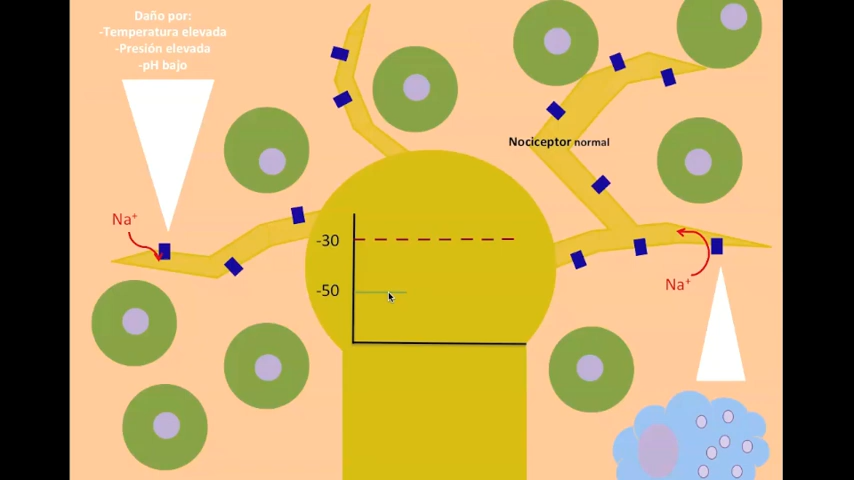 Daño por:
-Temperatura elevada
-Presión elevada
-pH bajo
Nociceptor normal
Na⁺
-30
-50
Na⁺